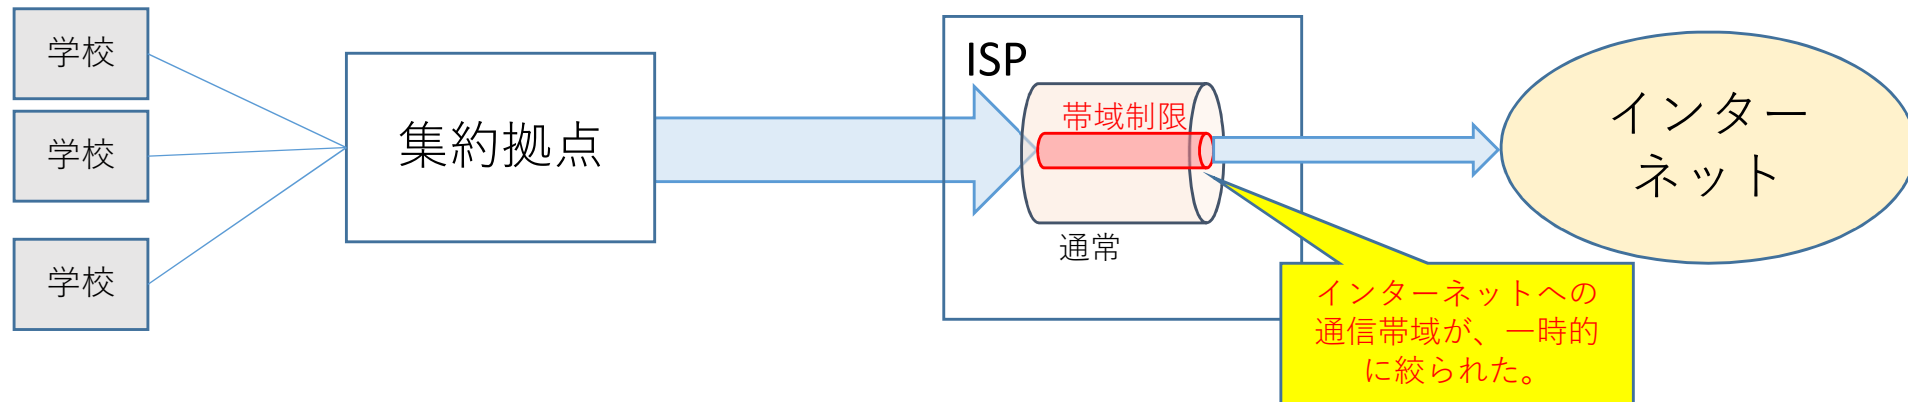 学校
学校
学校
集約拠点
ISP
帯域制限
通常
インター
ネット
インターネットへの
通信帯域が、一時的
に絞られた。